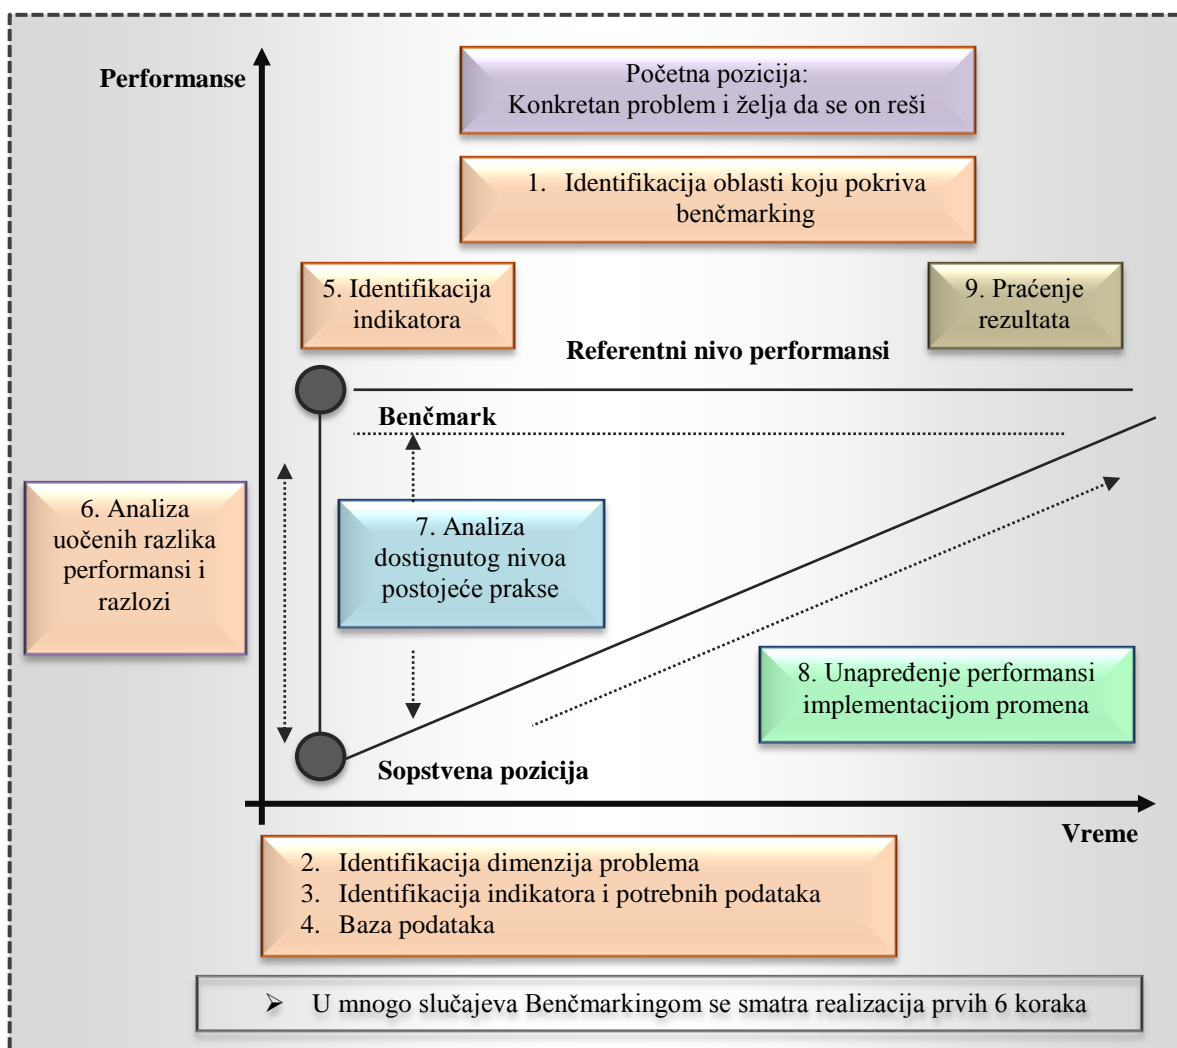 Performanse
Početna pozicija:
Konkretan problem i želja da se on reši
1. Identifikacija oblasti koju pokriva
benčmarking
5. Identifikacija
indikatora
9. Praćenje
rezultata
Referentni nivo performansi
Benčmark
6. Analiza
uočenih razlika
performansi i
razlozi
7. Analiza
dostignutog nivoa
postojeće prakse
8. Unapređenje performansi
implementacijom promena
Sopstvena pozicija
Vreme
2. Identifikacija dimenzija problema
3. Identifikacija indikatora i potrebnih podataka
4. Baza podataka
➢ U mnogo slučajeva Benčmarkingom se smatra realizacija prvih 6 koraka